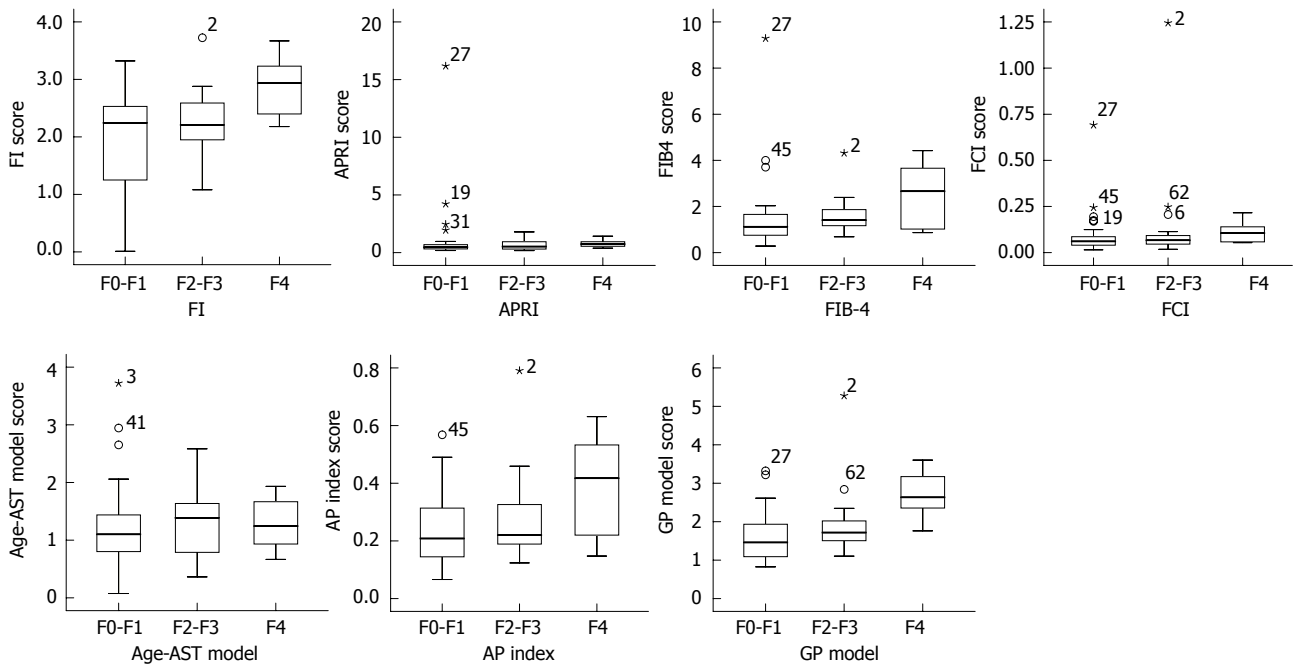 FI score
4.0
3.0
2.0
1.0
0.0
2
F0-F1
F2-F3
F4
FI
APRI score
20
15
10
5
0
27
19
31
F0-F1
F2-F3
F4
APRI
FIB4 score
10
8
6
4
2
0
27
45
2
F0-F1
F2-F3
F4
FIB-4
FCI score
1.25
1.00
0.75
0.50
0.25
0.00
27
45
19
2
62
6
F0-F1
F2-F3
F4
FCI
Age-AST model score
4
3
2
1
0
3
41
F0-F1
F2-F3
F4
Age-AST model
AP index score
0.8
0.6
0.4
0.2
0.0
45
2
F0-F1
F2-F3
F4
AP index
GP model score
6
5
4
3
2
1
0
27
2
62
F0-F1
F2-F3
F4
GP model